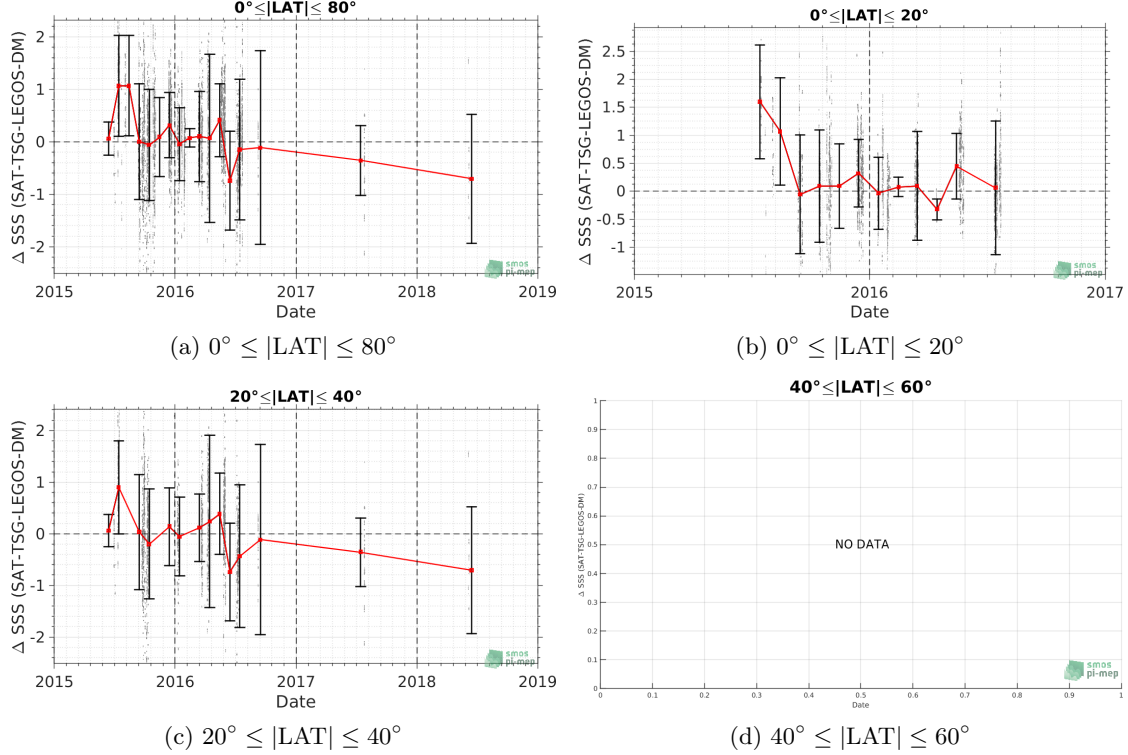 0°≤|LAT|≤ 80°
2
1
0
-1
-2
Δ SSS (SAT-TSG-LEGOS-DM)
2015 2016 2017 2018 2019
Date
smos
pi-mep
(a) 0° ≤ |LAT| ≤ 80°
0°≤|LAT|≤ 20°
2.5
2
1.5
1
0.5
0
-0.5
-1
Δ SSS (SAT-TSG-LEGOS-DM)
2015 2016 2017
Date
smos
pi-mep
(b) 0° ≤ |LAT| ≤ 20°
20°≤|LAT|≤ 40°
2
1
0
-1
-2
Δ SSS (SAT-TSG-LEGOS-DM)
2015 2016 2017 2018 2019
Date
smos
pi-mep
(c) 20° ≤ |LAT| ≤ 40°
40°≤|LAT|≤ 60°
1
0.9
0.8
0.7
0.6
0.5
0.4
0.3
0.2
0.1
0
Δ SSS (SAT-TSG-LEGOS-DM)
NO DATA
0 0.1 0.2 0.3 0.4 0.5 0.6 0.7 0.8 0.9 1
Date
smos
pi-mep
(d) 40° ≤ |LAT| ≤ 60°